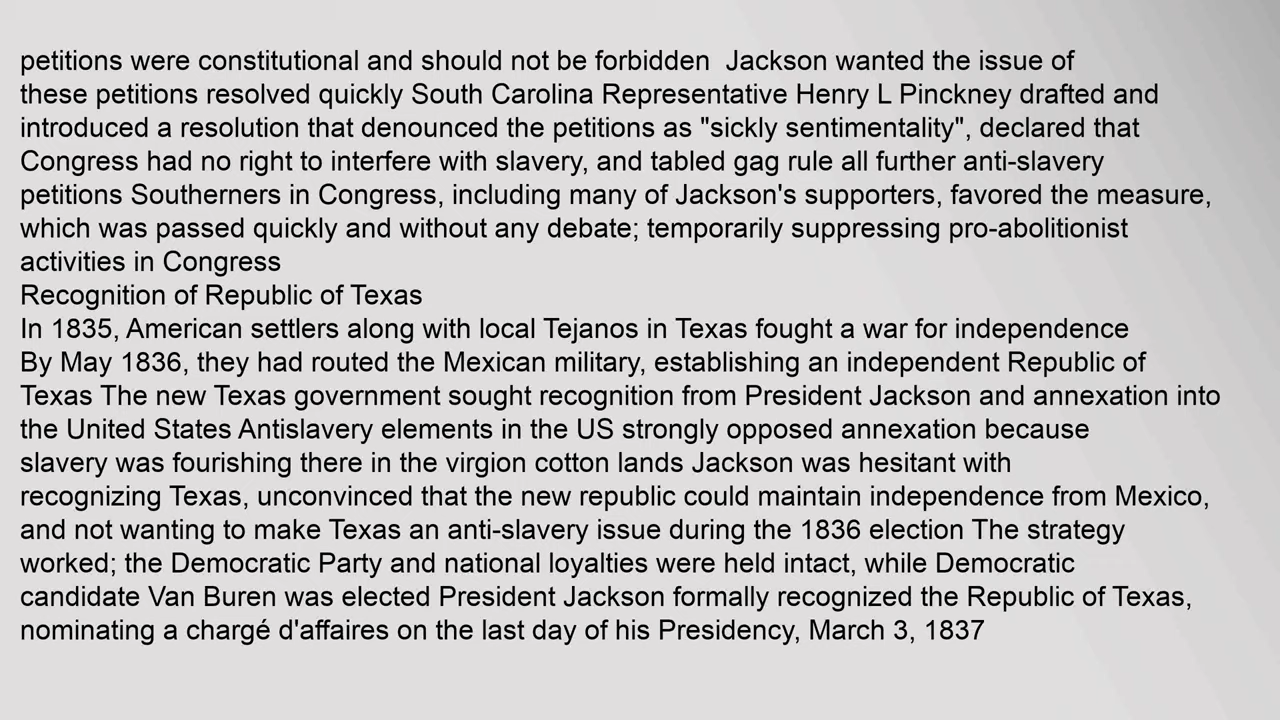 petitions were constitutional and should not be forbidden  Jackson wanted the issue of
these petitions resolved quickly South Carolina Representative Henry L Pinckney drafted and
introduced a resolution that denounced the petitions as "sickly sentimentality", declared that
Congress had no right to interfere with slavery, and tabled gag rule all further anti-slavery
petitions Southerners in Congress, including many of Jackson's supporters, favored the measure,
which was passed quickly and without any debate; temporarily suppressing pro-abolitionist
activities in Congress
Recognition of Republic of Texas
In 1835, American settlers along with local Tejanos in Texas fought a war for independence
By May 1836, they had routed the Mexican military, establishing an independent Republic of
Texas The new Texas government sought recognition from President Jackson and annexation into
the United States Antislavery elements in the US strongly opposed annexation because
slavery was fourishing there in the virgion cotton lands Jackson was hesitant with
recognizing Texas, unconvinced that the new republic could maintain independence from Mexico,
and not wanting to make Texas an anti-slavery issue during the 1836 election The strategy
worked; the Democratic Party and national loyalties were held intact, while Democratic
candidate Van Buren was elected President Jackson formally recognized the Republic of Texas,
nominating a chargé d'affaires on the last day of his Presidency, March 3, 1837